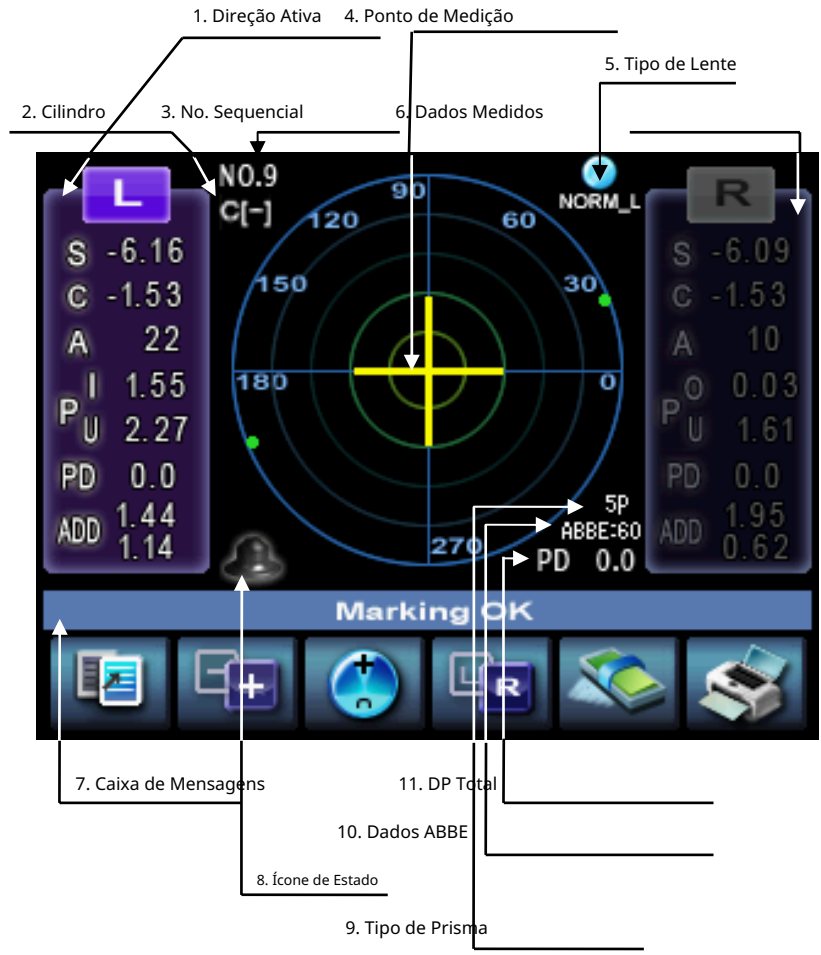 1. Direção Ativa
4. Ponto de Medição
5. Tipo de Lente
2. Cilindro
3. No. Sequencial
6. Dados Medidos
L
NO.9
C[-]
NORM_L
R
S -6.16
C -1.53
A 22
P I 1.55
U 2.27
PD 0.0
ADD 1.44
1.14
90
120
60
150
30
180
0
270
S -6.09
C -1.53
A 10
P O 0.03
U 1.61
PD 0.0
ADD 1.95
0.62
5P
ABBE:60
PD 0.0
Marking OK
L
R
7. Caixa de Mensagens
11. DP Total
10. Dados ABBE
8. Ícone de Estado
9. Tipo de Prisma